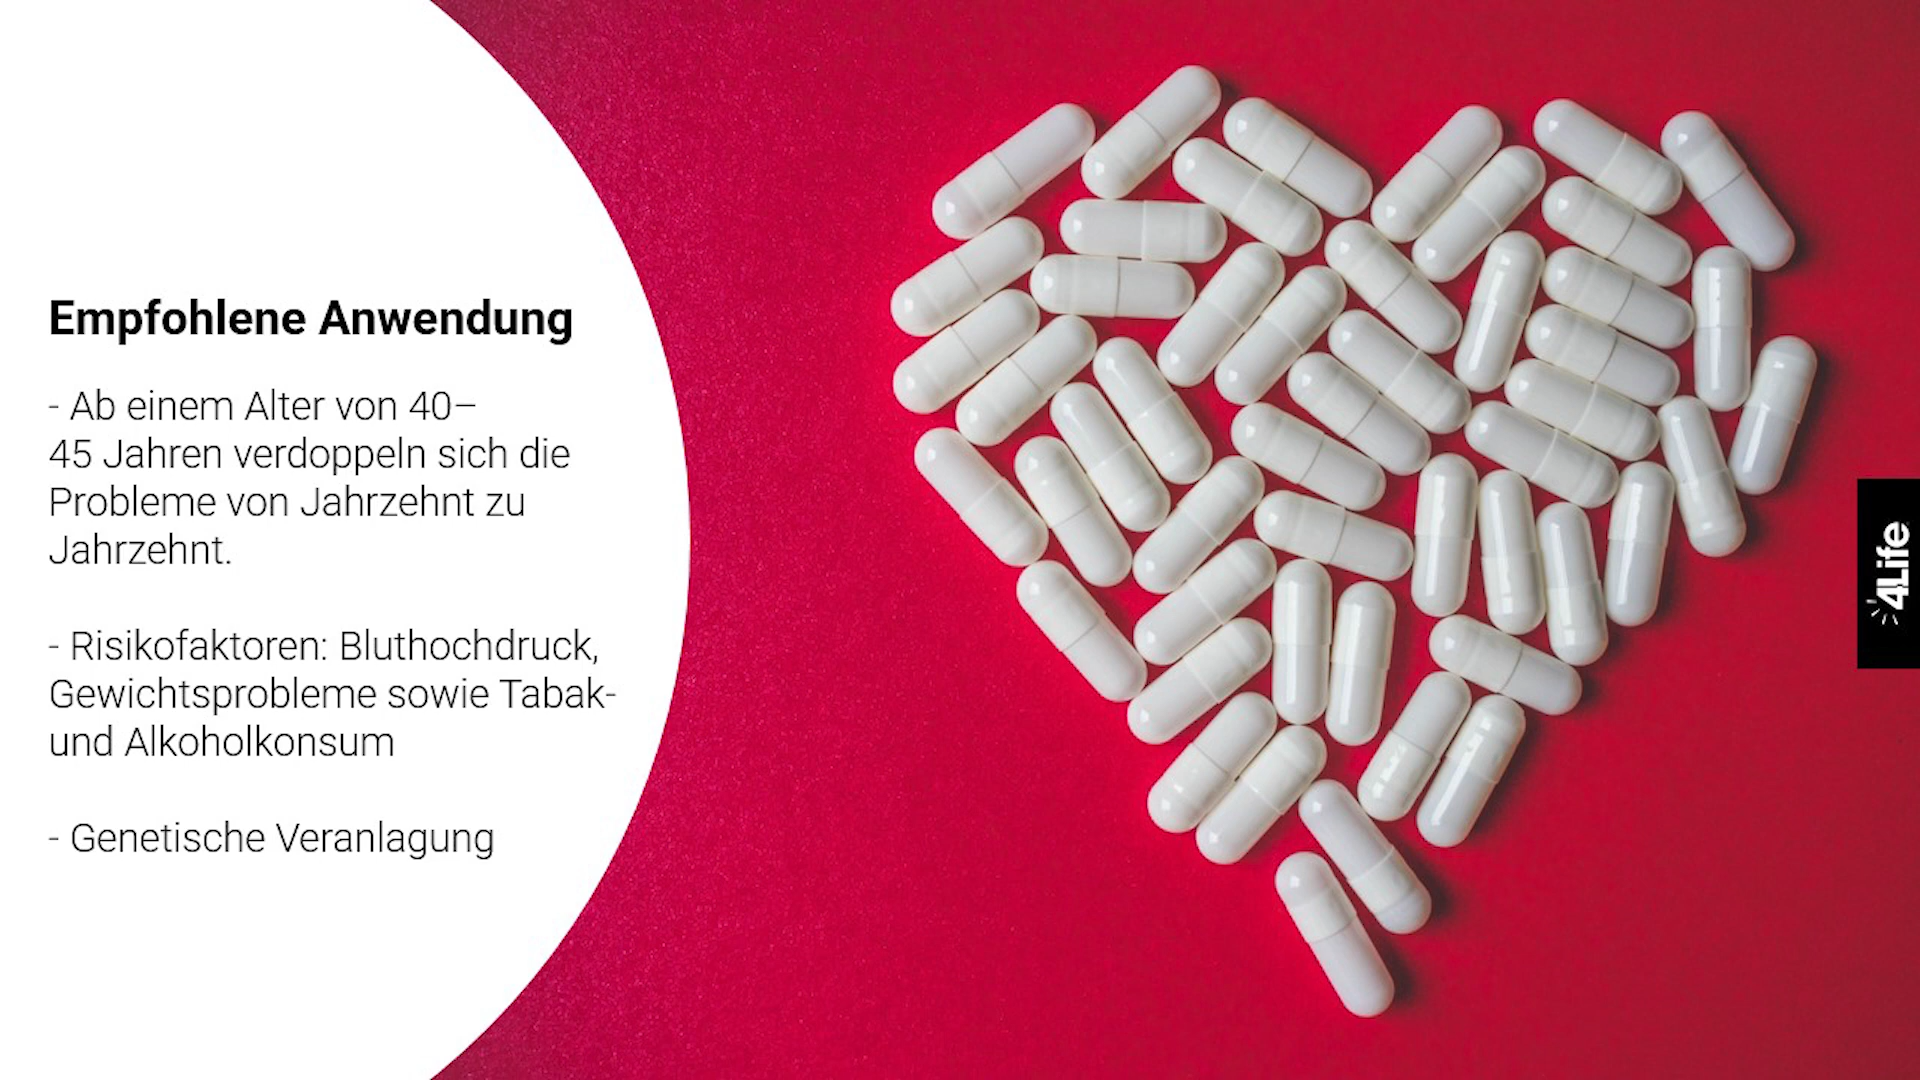 Empfohlene Anwendung
- Ab einem Alter von 40–
45 Jahren verdoppeln sich die
Probleme von Jahrzehnt zu
Jahrzehnt.
- Risikofaktoren: Bluthochdruck,
Gewichtsprobleme sowie Tabak-
und Alkoholkonsum
- Genetische Veranlagung
4Life